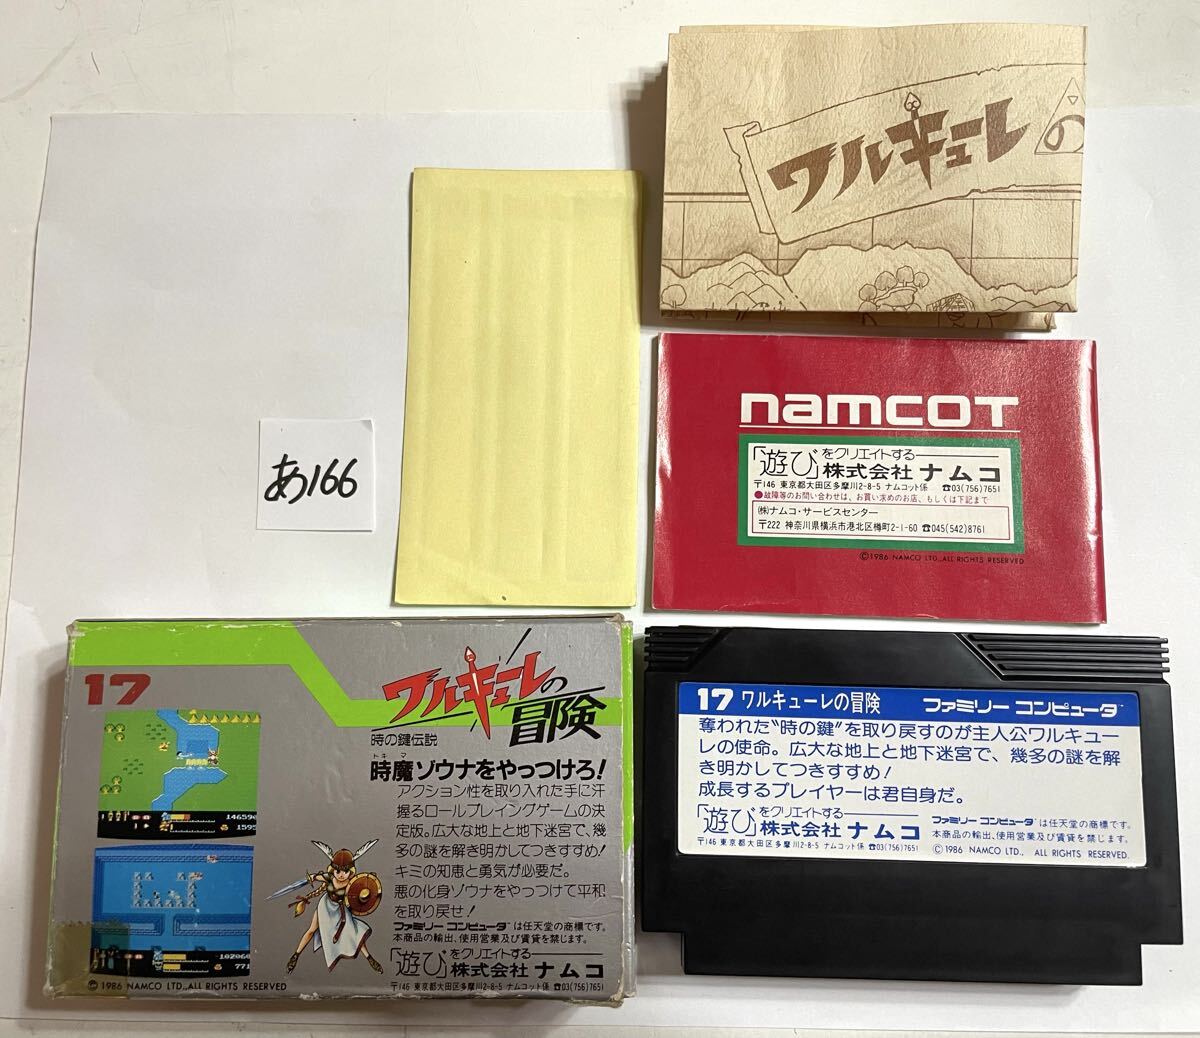 ワルキューレの
namcot
「遊び」をクリエイトする
株式会社 ナムコ
〒146 東京都大田区多摩川2-8-5 ナムコット係 ☎03(756)7651
●故障等のお問い合わせは、お買い求めのお店、もしくは下記まで
㈱ナムコ・サービスセンター
〒222 神奈川県横浜市港北区樽町2-1-60 ☎045(542)8761
©1986 NAMCO LTD., ALL RIGHTS RESERVED
あ166
17
ワルキューレの
冒険
時の鍵伝説
トキマ
時魔ゾウナをやっつけろ!
アクション性を取り入れた手に汗
握るロールプレイングゲームの決
定版。広大な地上と地下迷宮で、幾
多の謎を解き明かしてつきすすめ!
キミの知恵と勇気が必要だ。
悪の化身ゾウナをやっつけて平和
を取り戻せ!
ファミリー コンピュータ™は任天堂の商標です。
本商品の輸出、使用営業及び賃貸を禁じます。
「遊び」をクリエイトする
株式会社 ナムコ
〒146 東京都大田区多摩川2-8-5 ナムコット係 ☎03(756)7651
©1986 NAMCO LTD., ALL RIGHTS RESERVED
17 ワルキューレの冒険 ファミリー コンピュータ™
奪われた"時の鍵"を取り戻すのが主人公ワルキュー
レの使命。広大な地上と地下迷宮で、幾多の謎を解
き明かしてつきすすめ!
成長するプレイヤーは君自身だ。
「遊び」をクリエイトする
株式会社 ナムコ
〒146 東京都大田区多摩川2-8-5 ナムコット係 ☎03(756)7651
ファミリー コンピュータ™は任天堂の商標です。
本商品の輸出、使用営業及び賃貸を禁じます。
©1986 NAMCO LTD., ALL RIGHTS RESERVED.